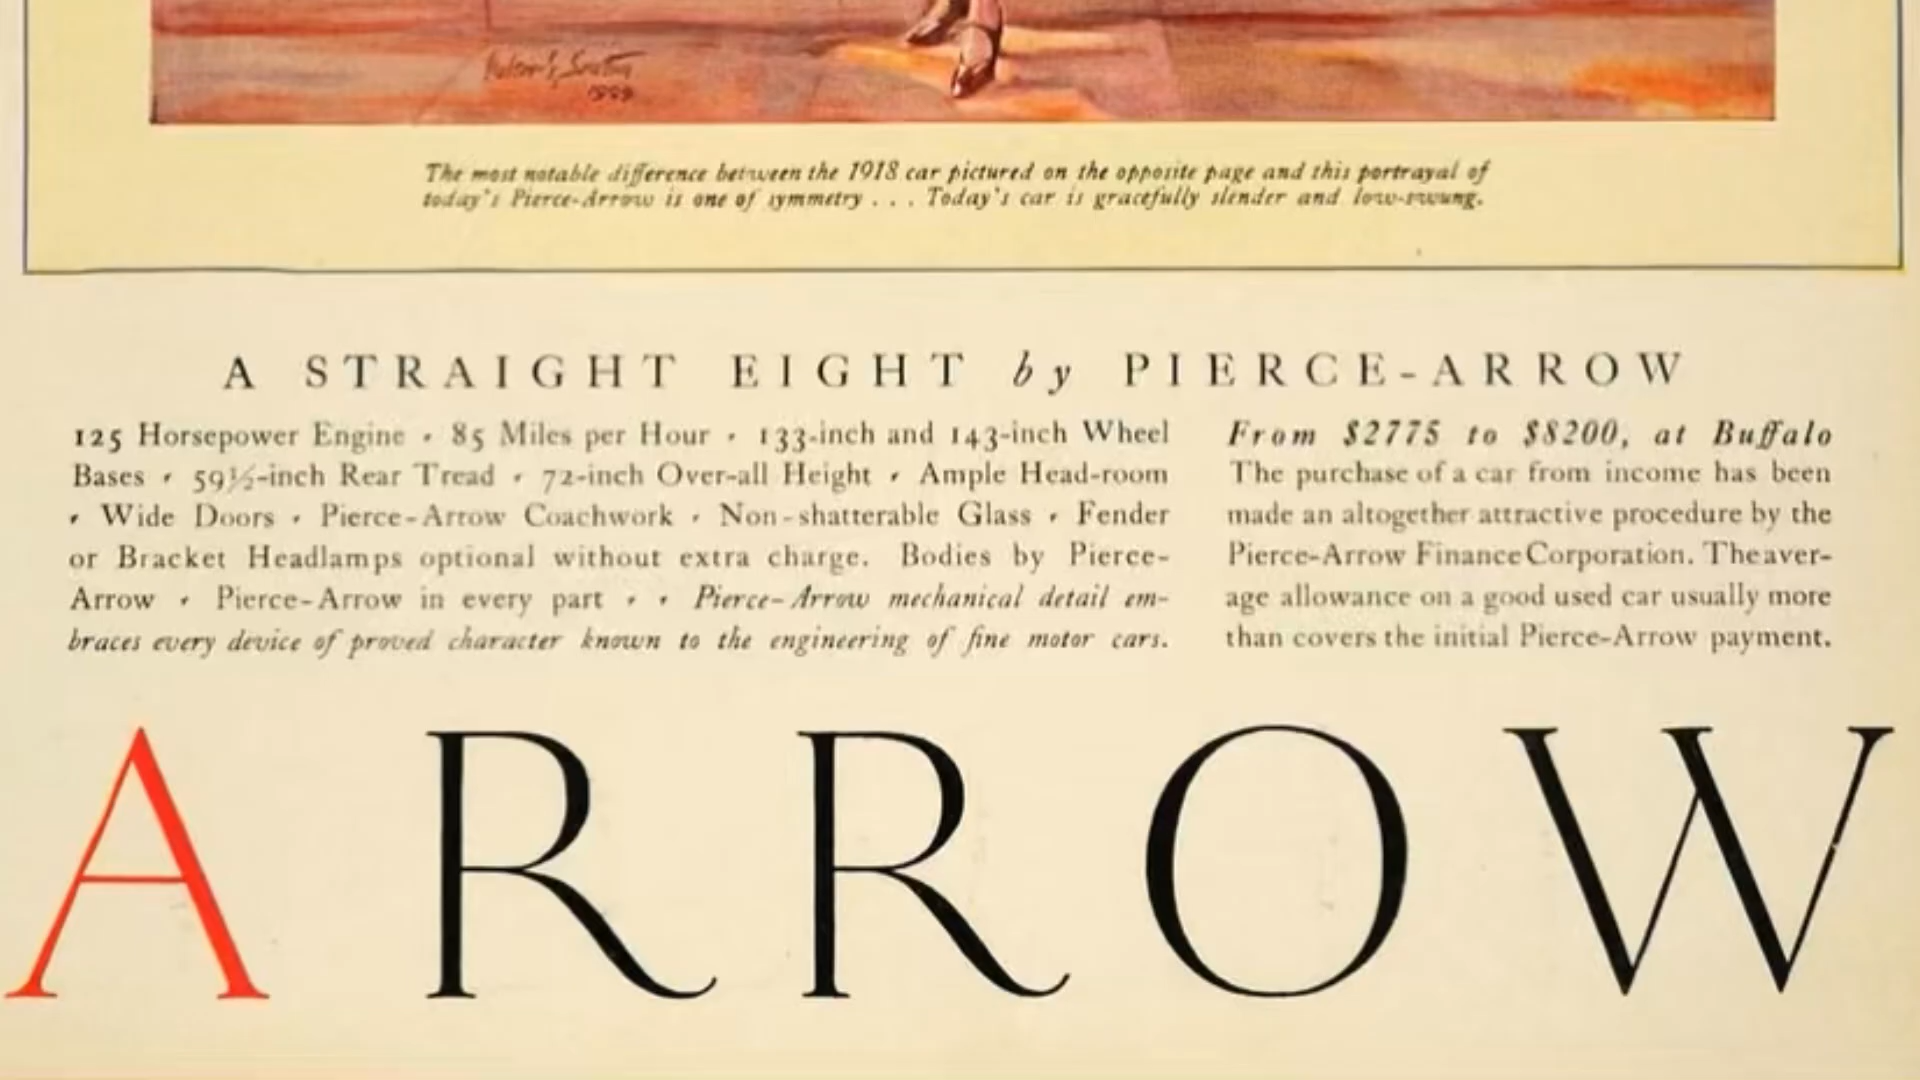 1929
The most notable difference between the 1918 car pictured on the opposite page and this portrayal of
today's Pierce-Arrow is one of symmetry . . . Today's car is gracefully slender and low-swung.
A STRAIGHT EIGHT by PIERCE-ARROW
125 Horsepower Engine • 85 Miles per Hour • 133-inch and 143-inch Wheel
Bases • 59½-inch Rear Tread • 72-inch Over-all Height • Ample Head-room
• Wide Doors • Pierce-Arrow Coachwork • Non-shatterable Glass • Fender
or Bracket Headlamps optional without extra charge. Bodies by Pierce-
Arrow • Pierce-Arrow in every part • • Pierce-Arrow mechanical detail em-
braces every device of proved character known to the engineering of fine motor cars.
From $2775 to $8200, at Buffalo
The purchase of a car from income has been
made an altogether attractive procedure by the
Pierce-Arrow Finance Corporation. The aver-
age allowance on a good used car usually more
than covers the initial Pierce-Arrow payment.
ARROW